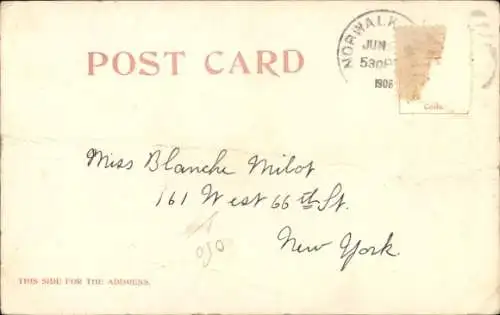 POST CARD
NORWALK
JUN
530P
1906
Miss Blanche Milot
161 West 66th St.
New York.
THIS SIDE FOR THE ADDRESS.